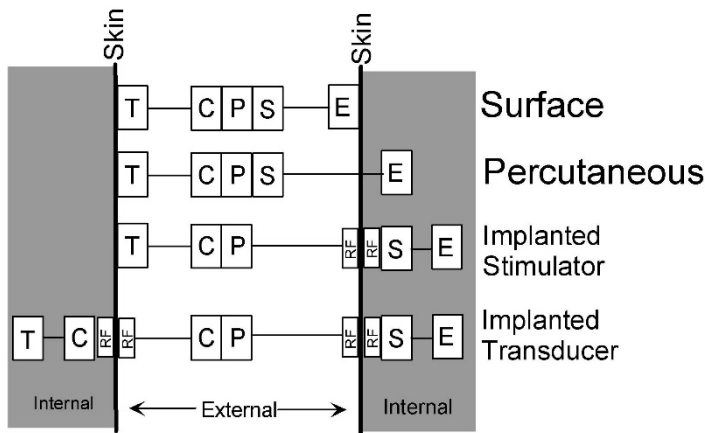 Skin Skin
T C P S E Surface
T C P S E Percutaneous
T C P RF RF S E Implanted
Stimulator
T C RF RF C P RF RF S E Implanted
Transducer
Internal External Internal